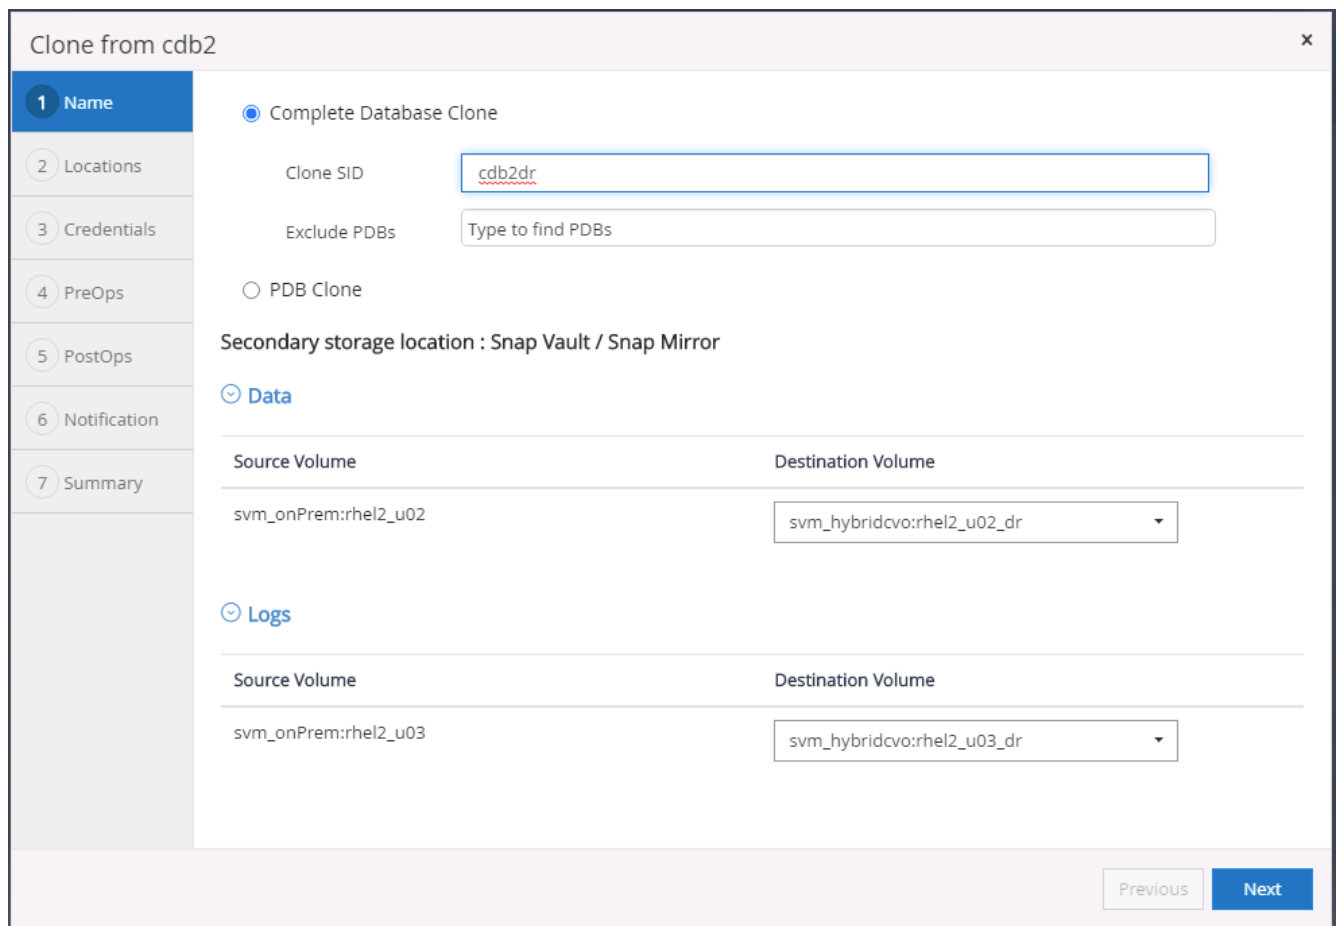 Clone from cdb2
×
1 Name
2 Locations
3 Credentials
4 PreOps
5 PostOps
6 Notification
7 Summary
Complete Database Clone
Clone SID cdb2dr
Exclude PDBs Type to find PDBs
PDB Clone
Secondary storage location : Snap Vault / Snap Mirror
Data
Source Volume Destination Volume
svm_onPrem:rhel2_u02 svm_hybridcvo:rhel2_u02_dr
Logs
Source Volume Destination Volume
svm_onPrem:rhel2_u03 svm_hybridcvo:rhel2_u03_dr
Previous Next